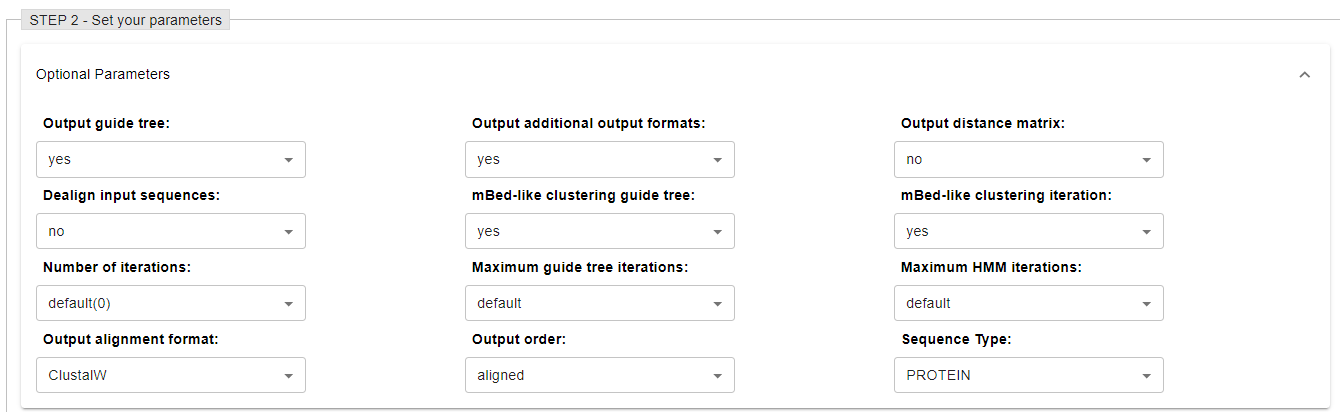 STEP 2 - Set your parameters
Optional Parameters
Output guide tree: Output additional output formats: Output distance matrix:
yes yes no
Dealign input sequences: mBed-like clustering guide tree: mBed-like clustering iteration:
no yes yes
Number of iterations: Maximum guide tree iterations: Maximum HMM iterations:
default(0) default default
Output alignment format: Output order: Sequence Type:
ClustalW aligned PROTEIN